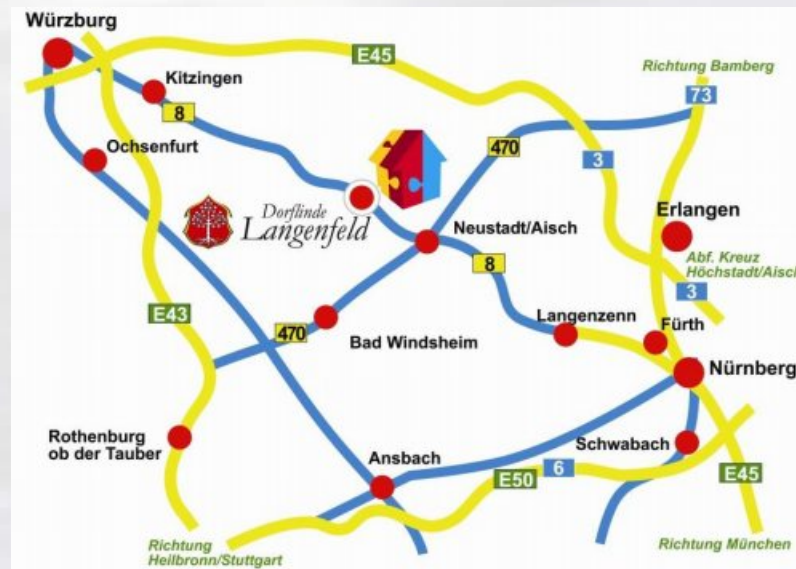 Würzburg
E45
Richtung Bamberg
Kitzingen
73
8
470
Ochsenfurt
3
Dorflinde
Langenfeld
Neustadt/Aisch
Erlangen
Abf. Kreuz
Höchstadt/Aisch
8
3
E43
Langenzenn
Fürth
470
Bad Windsheim
Nürnberg
Rothenburg
ob der Tauber
Ansbach
Schwabach
6
E50
E45
Richtung
Heilbronn/Stuttgart
Richtung München